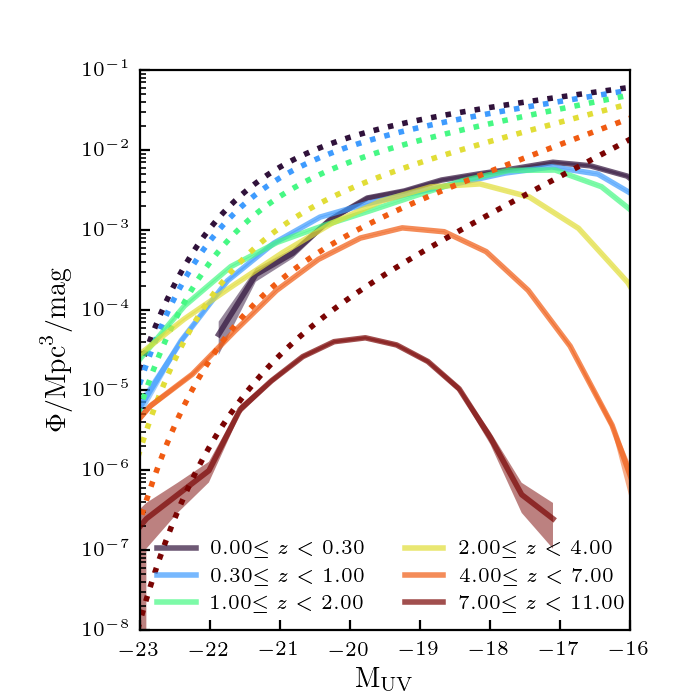 10⁻¹
10⁻²
10⁻³
10⁻⁴
10⁻⁵
10⁻⁶
10⁻⁷
10⁻⁸
Φ/Mpc³/mag
0.00≤ z < 0.30
0.30≤ z < 1.00
1.00≤ z < 2.00
2.00≤ z < 4.00
4.00≤ z < 7.00
7.00≤ z < 11.00
−23 −22 −21 −20 −19 −18 −17 −16
M_UV